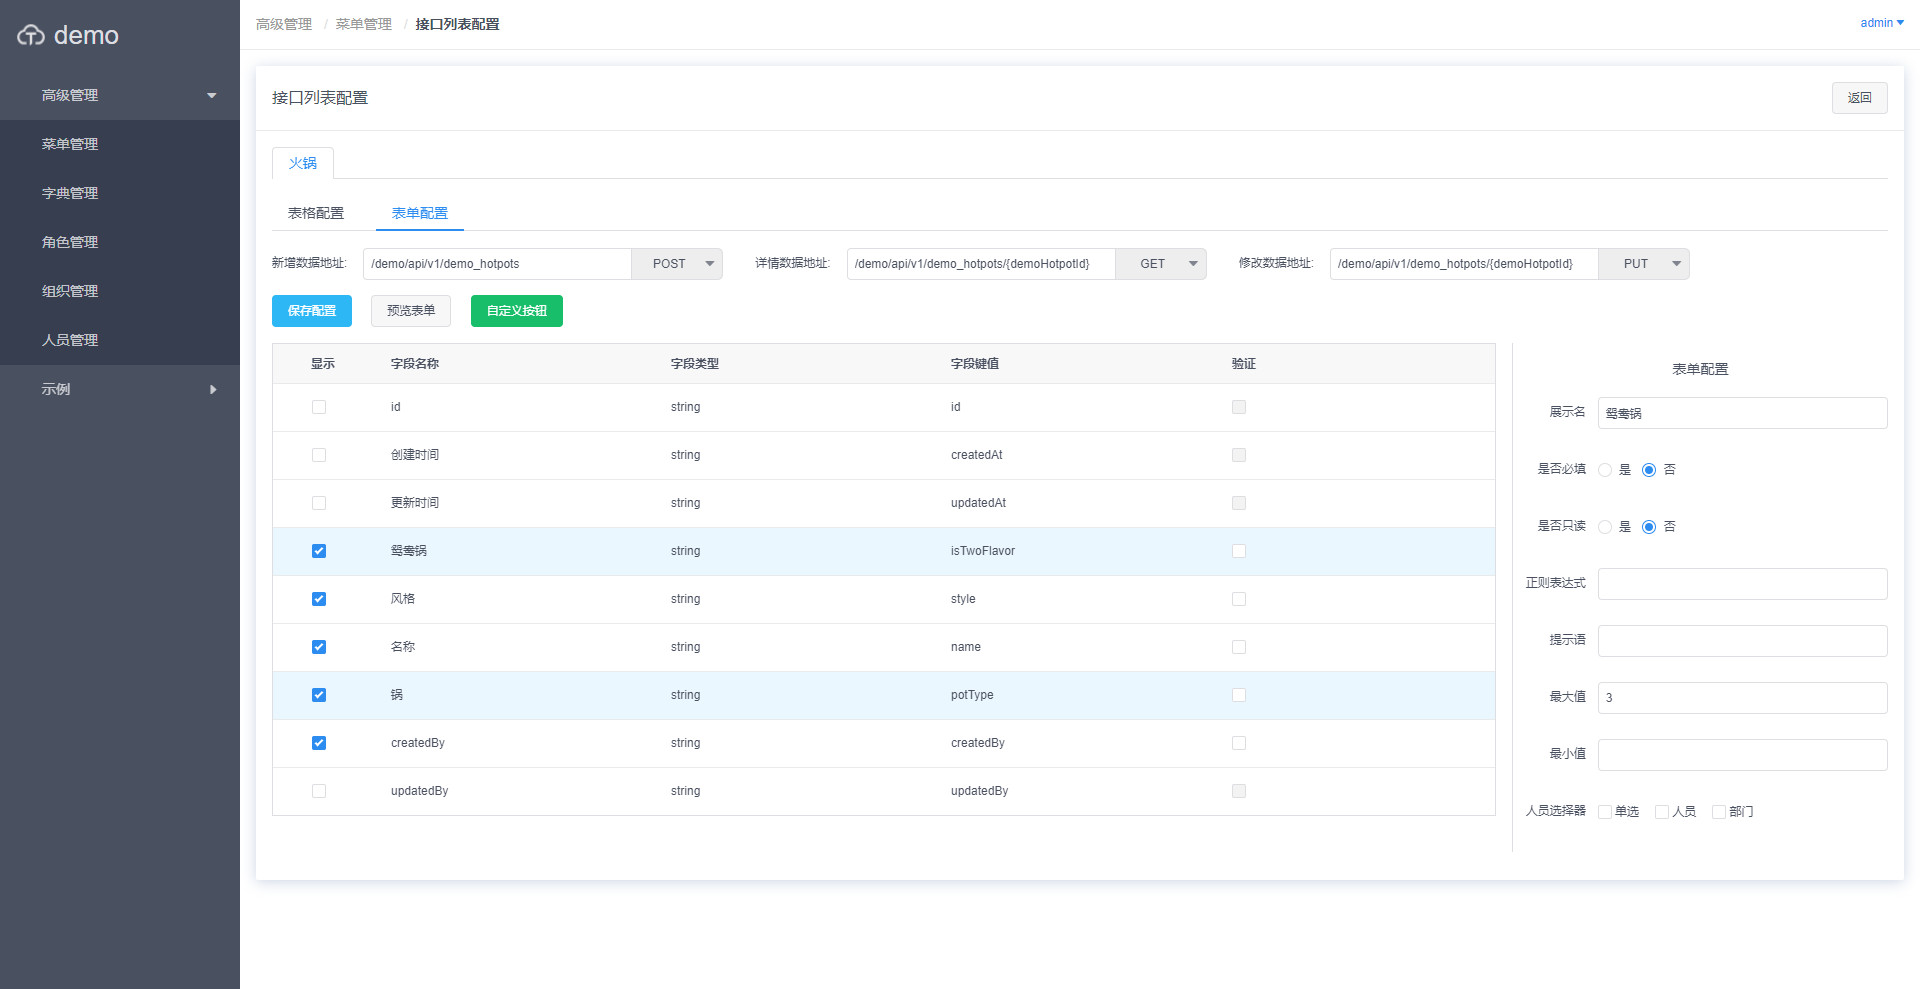 demo
高级管理
菜单管理
字典管理
角色管理
组织管理
人员管理
示例
高级管理 / 菜单管理 / 接口列表配置
admin
接口列表配置
返回
火锅
表格配置 表单配置
新增数据地址: /demo/api/v1/demo_hotpots POST 详情数据地址: /demo/api/v1/demo_hotpots/{demoHotpotId} GET 修改数据地址: /demo/api/v1/demo_hotpots/{demoHotpotId} PUT
保存配置 预览表单 自定义按钮
显示 字段名称 字段类型 字段键值 验证
id string id
创建时间 string createdAt
更新时间 string updatedAt
鸳鸯锅 string isTwoFlavor
风格 string style
名称 string name
锅 string potType
createdBy string createdBy
updatedBy string updatedBy
表单配置
展示名 鸳鸯锅
是否必填 是 否
是否只读 是 否
正则表达式
提示语
最大值 3
最小值
人员选择器 单选 人员 部门